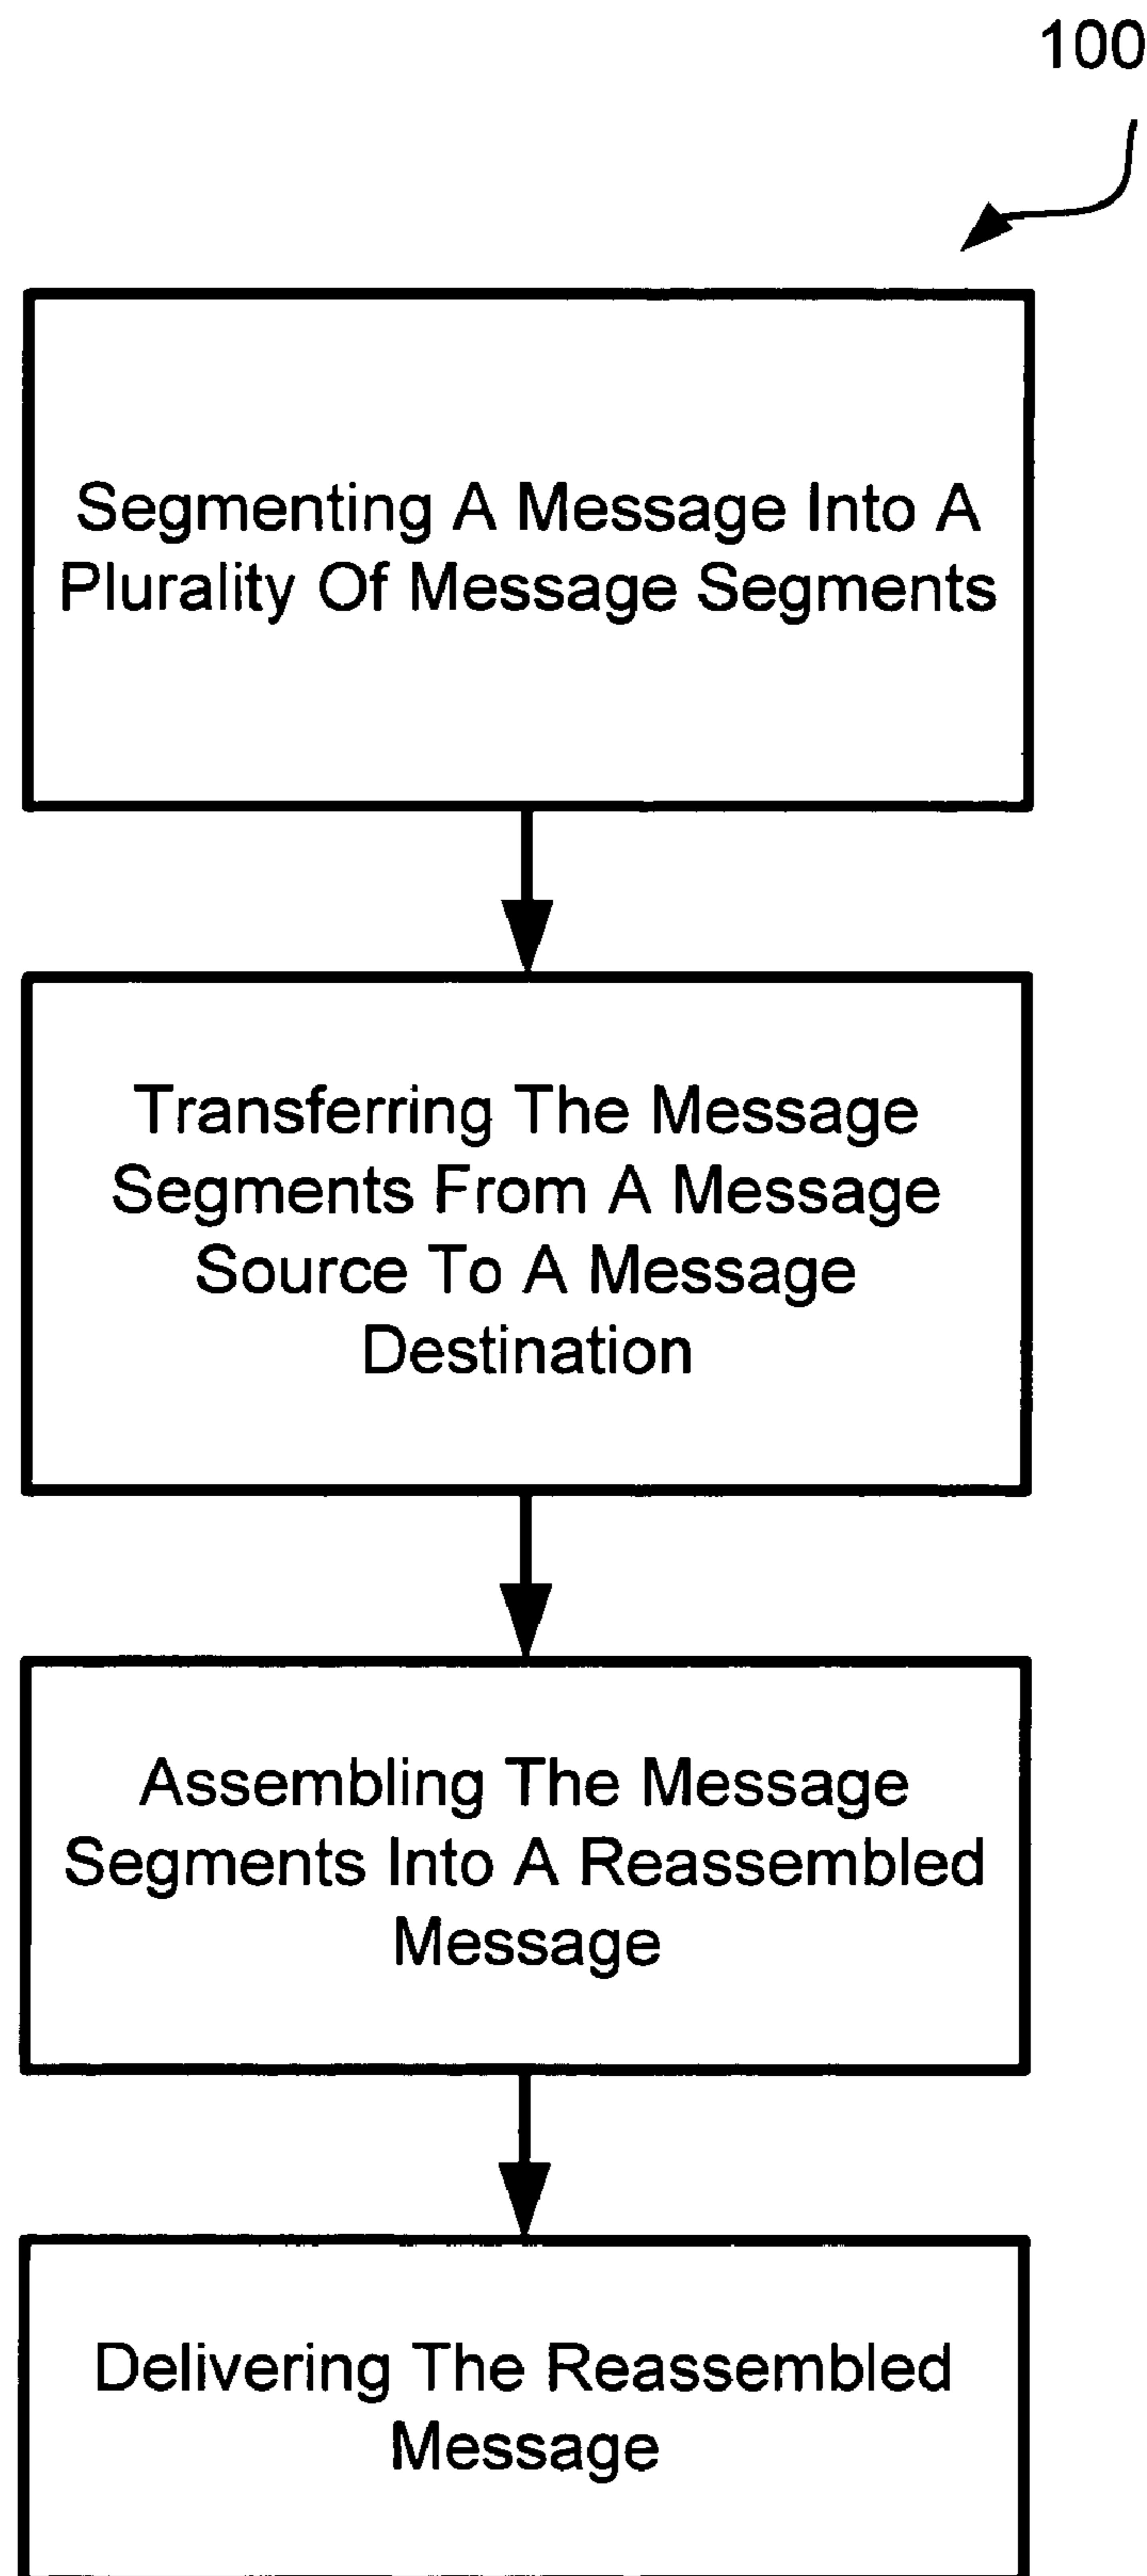 100
Segmenting A Message Into A
Plurality Of Message Segments
Transferring The Message
Segments From A Message
Source To A Message
Destination
Assembling The Message
Segments Into A Reassembled
Message
Delivering The Reassembled
Message